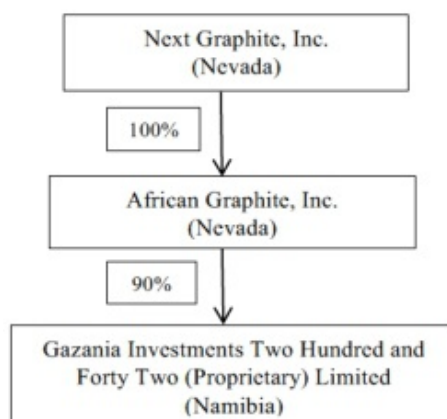 Next Graphite, Inc.
(Nevada)
100%
African Graphite, Inc.
(Nevada)
90%
Gazania Investments Two Hundred and
Forty Two (Proprietary) Limited
(Namibia)